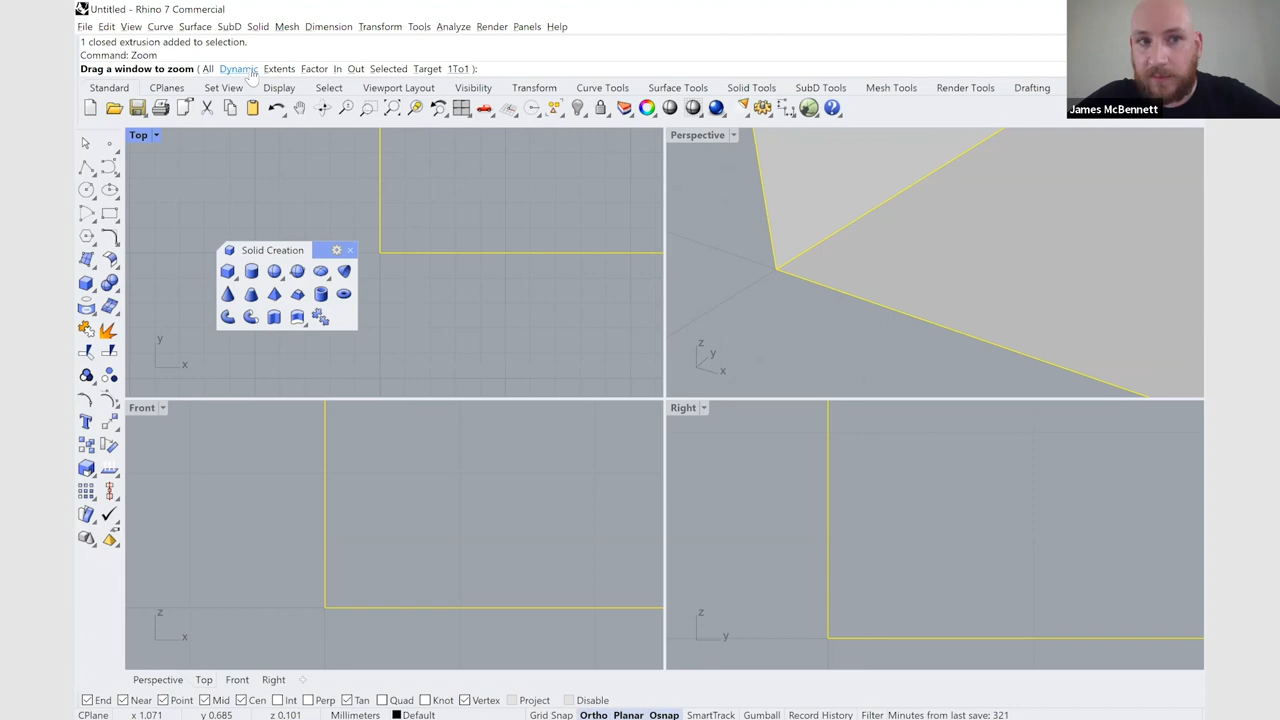 Untitled - Rhino 7 Commercial
File Edit View Curve Surface SubD Solid Mesh Dimension Transform Tools Analyze Render Panels Help
1 closed extrusion added to selection.
Command: Zoom
Drag a window to zoom ( All Dynamic Extents Factor In Out Selected Target 1To1 ):
Standard CPlanes Set View Display Select Viewport Layout Visibility Transform Curve Tools Surface Tools Solid Tools SubD Tools Mesh Tools Render Tools Drafting
James McBennett
Top
Perspective
Solid Creation
y
x
z
y
x
Front
Right
z
x
z
y
Perspective Top Front Right
End Near Point Mid Cen Int Perp Tan Quad Knot Vertex Project Disable
CPlane x 1.071 y 0.685 z 0.101 Millimeters Default Grid Snap Ortho Planar Osnap SmartTrack Gumball Record History Filter Minutes from last save: 321